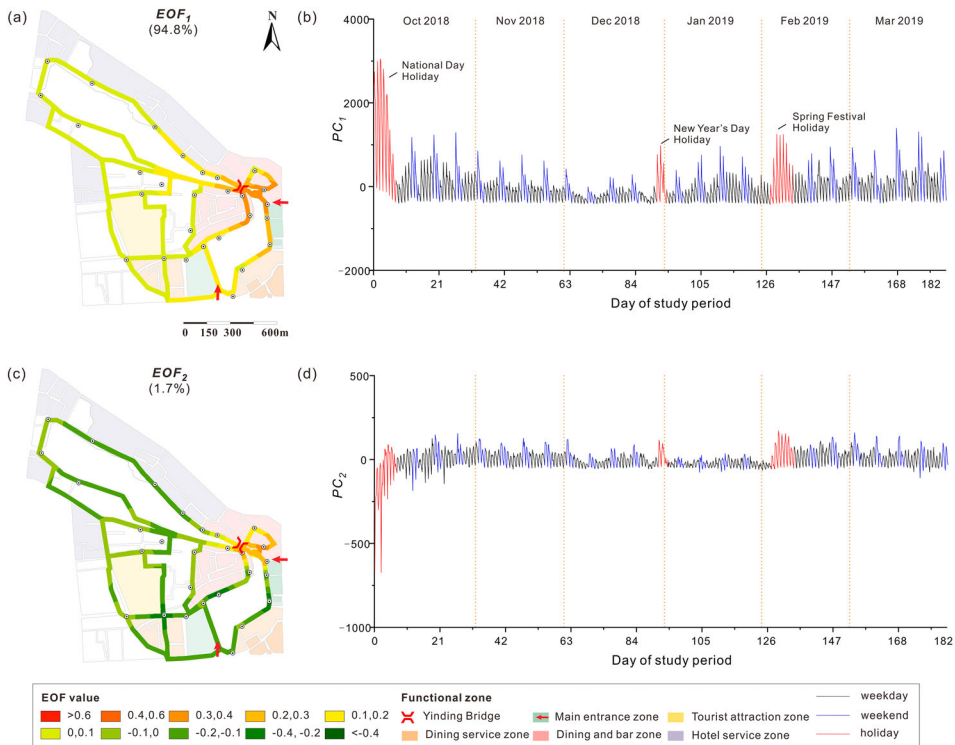 (a)
EOF1
(94.8%)
N
0 150 300 600m
(b)
Oct 2018 Nov 2018 Dec 2018 Jan 2019 Feb 2019 Mar 2019
PC1
4000
2000
0
−2000
National Day
Holiday
New Year's Day
Holiday
Spring Festival
Holiday
0 21 42 63 84 105 126 147 168 182
Day of study period
(c)
EOF2
(1.7%)
(d)
PC2
500
0
−500
−1000
0 21 42 63 84 105 126 147 168 182
Day of study period
EOF value
>0.6 0.4,0.6 0.3,0.4 0.2,0.3 0.1,0.2
0,0.1 -0.1,0 -0.2,-0.1 -0.4, -0.2 <-0.4
Functional zone
Yinding Bridge Main entrance zone Tourist attraction zone
Dining service zone Dining and bar zone Hotel service zone
weekday
weekend
holiday